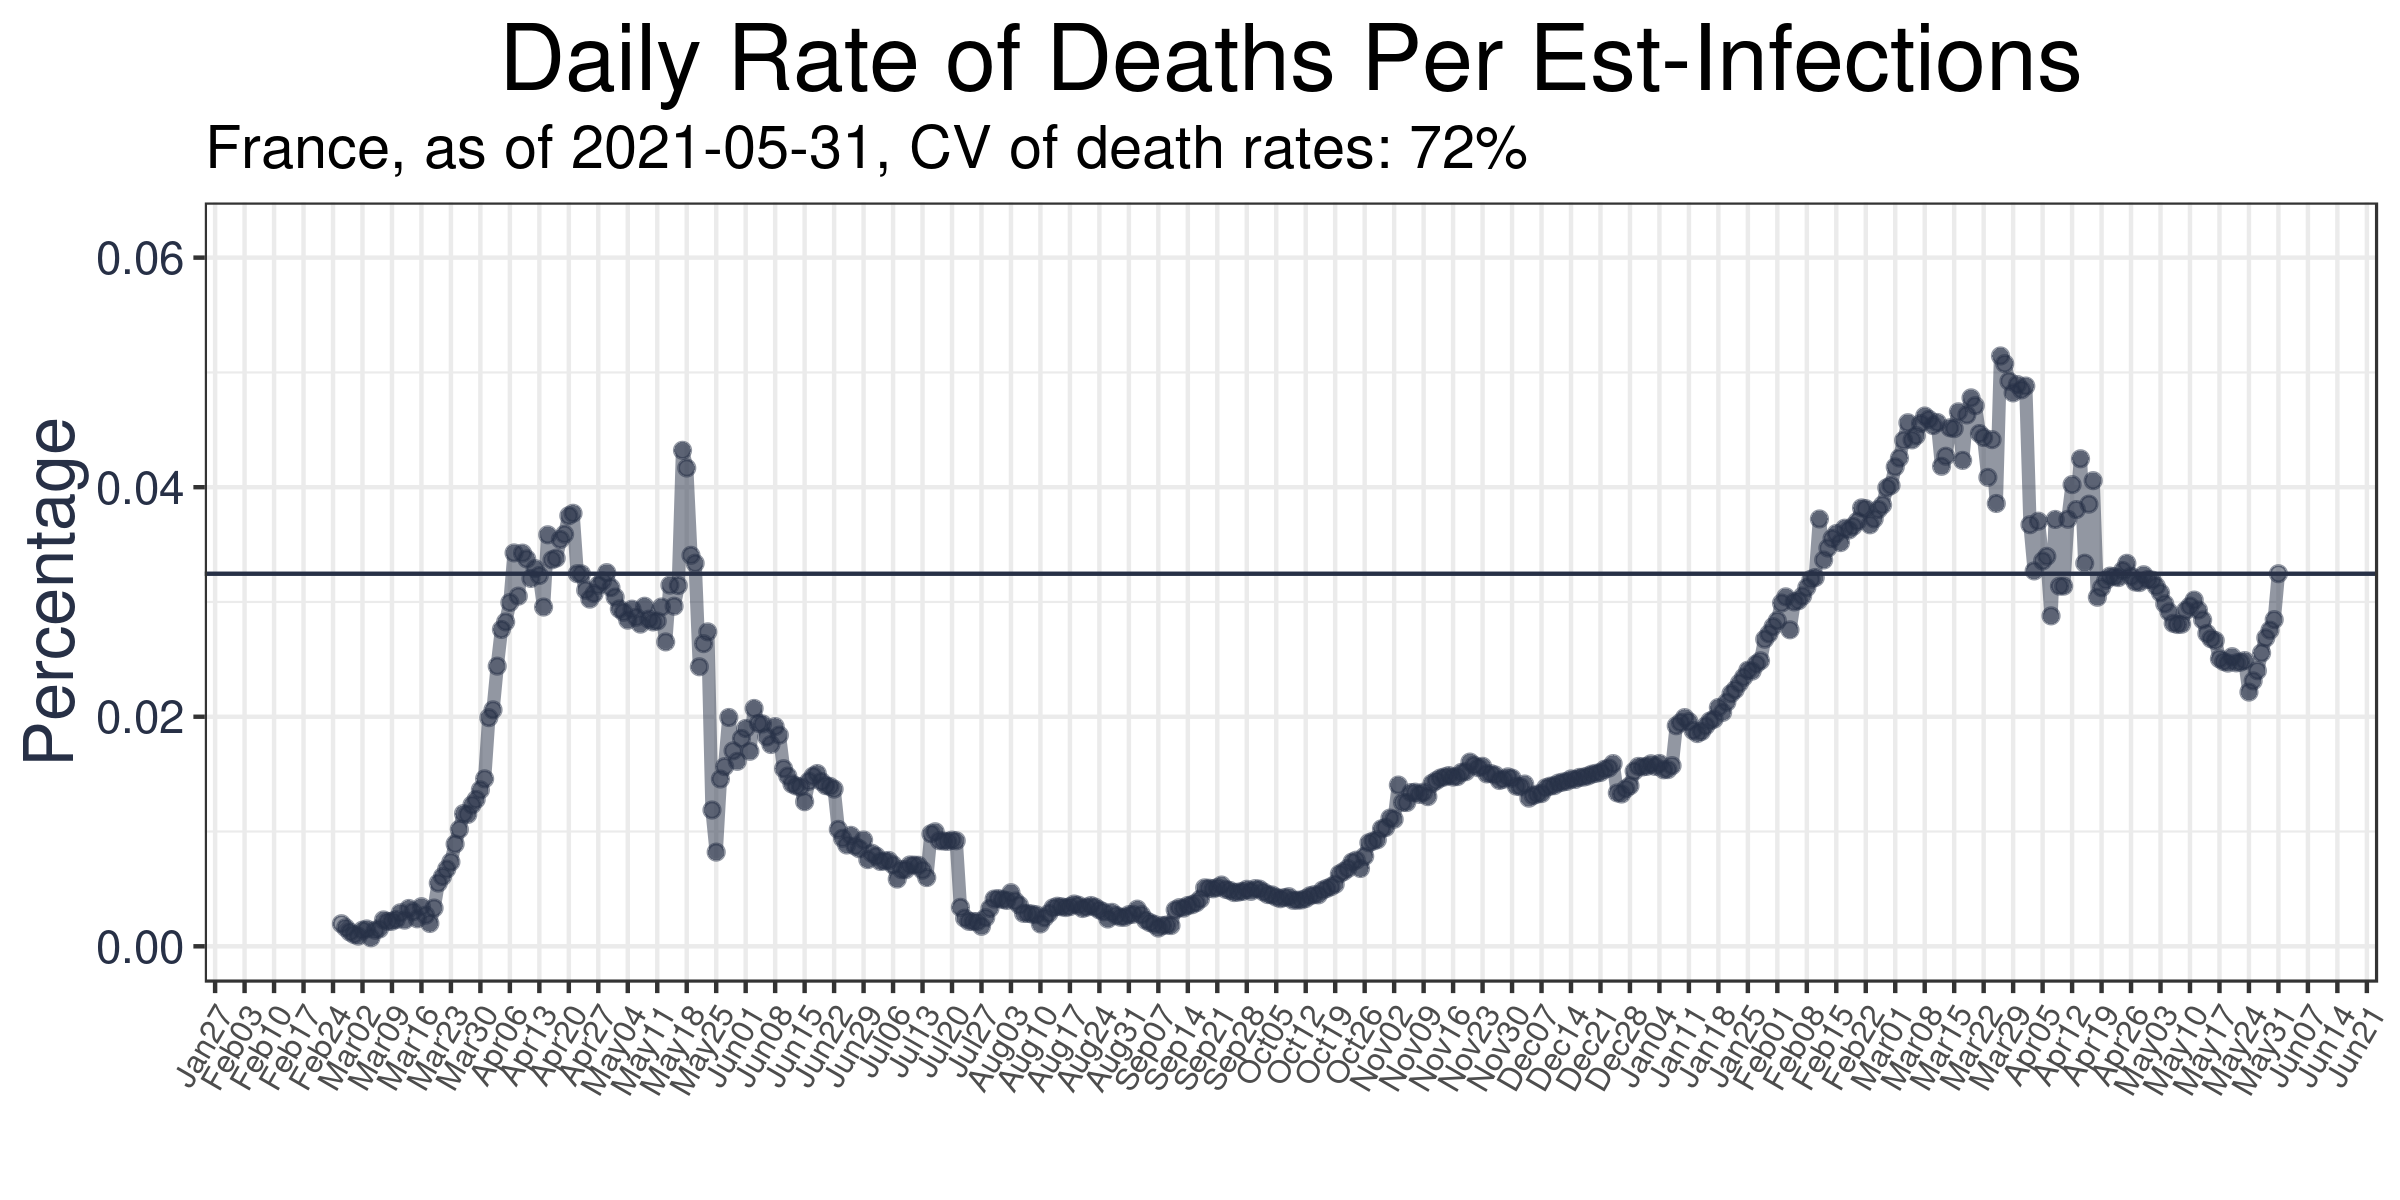 Daily Rate of Deaths Per Est-Infections
France, as of 2021-05-31, CV of death rates: 72%
Percentage
0.06
0.04
0.02
0.00
Jan27
Feb03
Feb10
Feb17
Feb24
Mar02
Mar09
Mar16
Mar23
Mar30
Apr06
Apr13
Apr20
Apr27
May04
May11
May18
May25
Jun01
Jun08
Jun15
Jun22
Jun29
Jul06
Jul13
Jul20
Jul27
Aug03
Aug10
Aug17
Aug24
Aug31
Sep07
Sep14
Sep21
Sep28
Oct05
Oct12
Oct19
Oct26
Nov02
Nov09
Nov16
Nov23
Nov30
Dec07
Dec14
Dec21
Dec28
Jan04
Jan11
Jan18
Jan25
Feb01
Feb08
Feb15
Feb22
Mar01
Mar08
Mar15
Mar22
Mar29
Apr05
Apr12
Apr19
Apr26
May03
May10
May17
May24
May31
Jun07
Jun14
Jun21